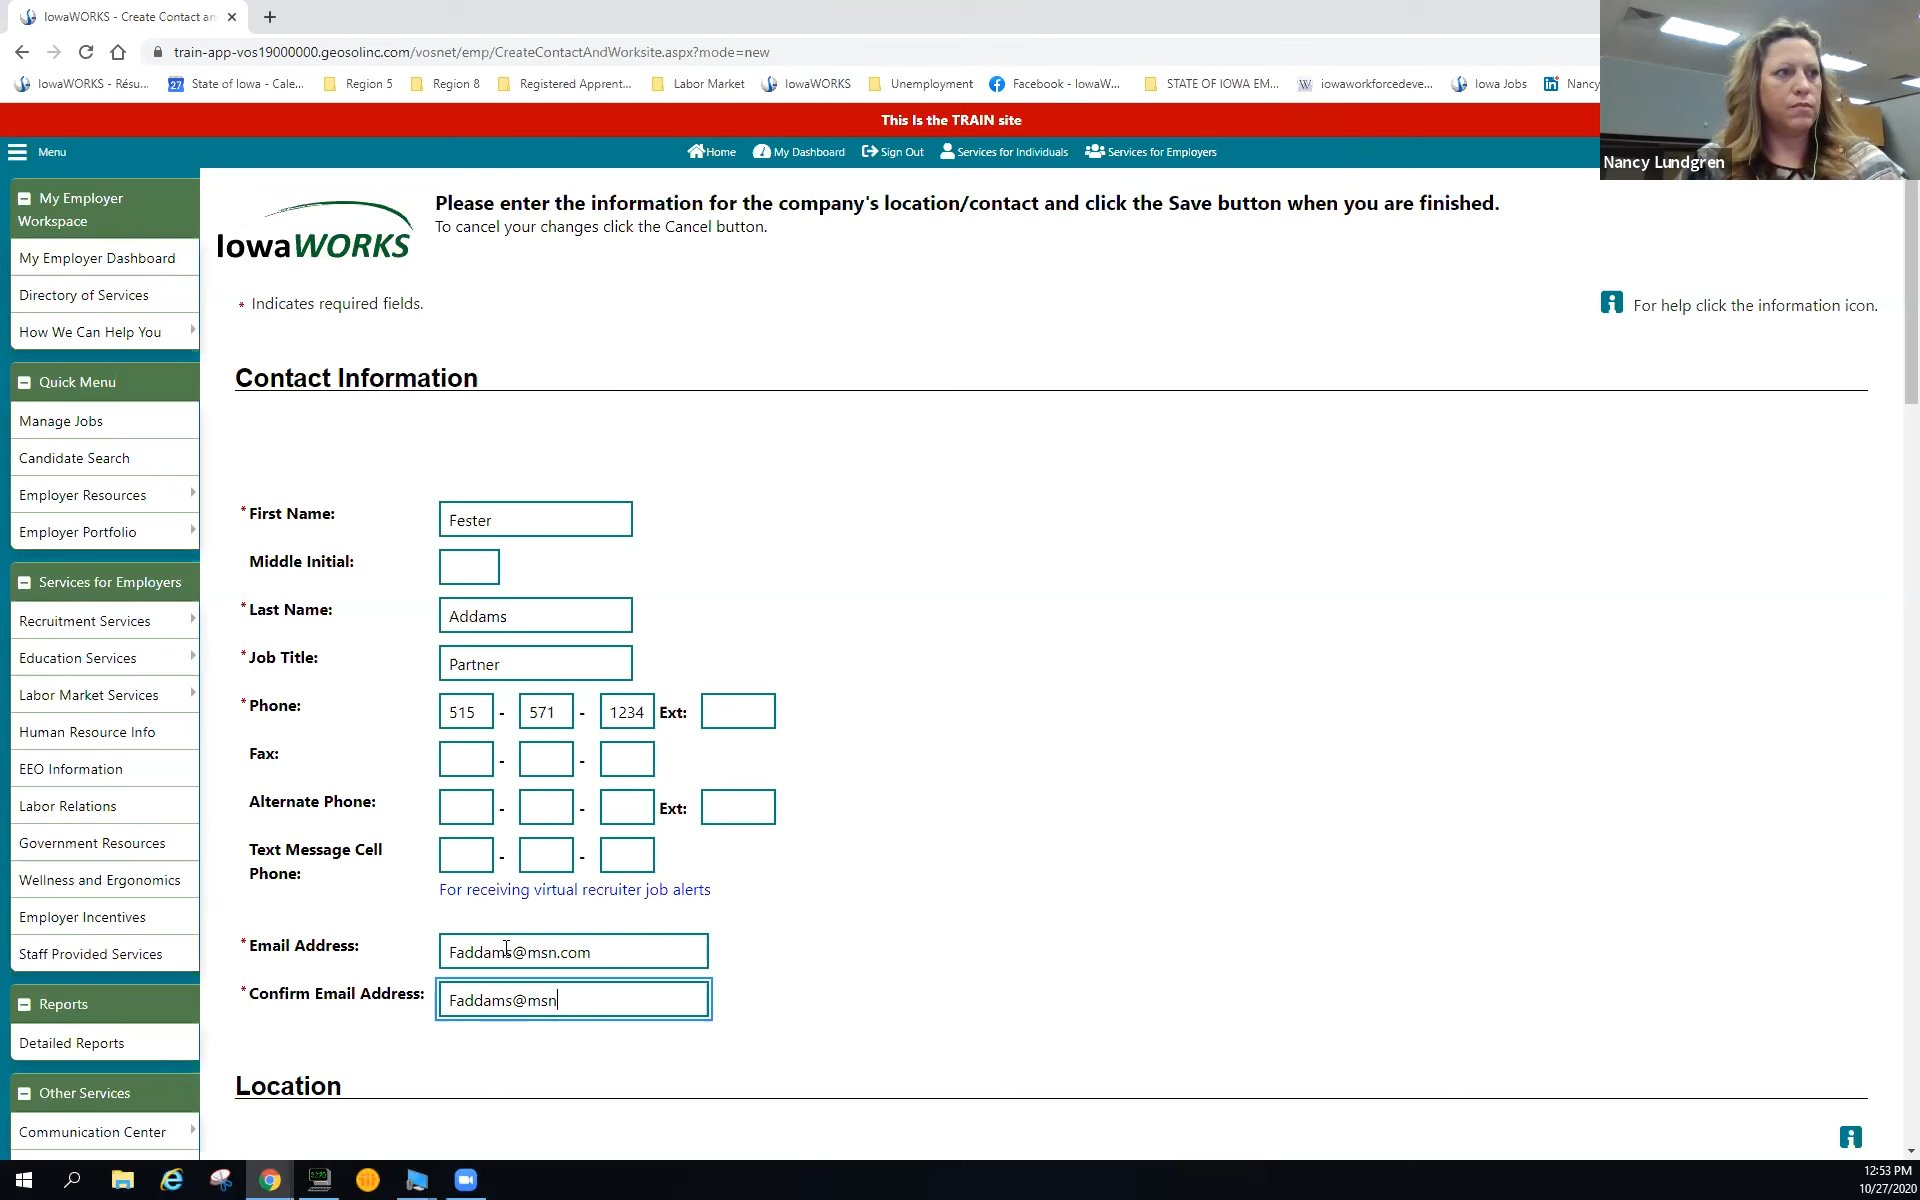 IowaWORKS - Create Contact an
train-app-vos19000000.geosolinc.com/vosnet/emp/CreateContactAndWorksite.aspx?mode=new
IowaWORKS - Résu...
State of Iowa - Cale...
Region 5
Region 8
Registered Apprent...
Labor Market
IowaWORKS
Unemployment
Facebook - IowaW...
STATE OF IOWA EM...
iowaworkforcedeve...
Iowa Jobs
Nancy
This Is the TRAIN site
Menu
Home
My Dashboard
Sign Out
Services for Individuals
Services for Employers
Nancy Lundgren
My Employer
Workspace
My Employer Dashboard
Directory of Services
How We Can Help You
Quick Menu
Manage Jobs
Candidate Search
Employer Resources
Employer Portfolio
Services for Employers
Recruitment Services
Education Services
Labor Market Services
Human Resource Info
EEO Information
Labor Relations
Government Resources
Wellness and Ergonomics
Employer Incentives
Staff Provided Services
Reports
Detailed Reports
Other Services
Communication Center
IowaWORKS
Please enter the information for the company's location/contact and click the Save button when you are finished.
To cancel your changes click the Cancel button.
* Indicates required fields.
For help click the information icon.
Contact Information
* First Name: Fester
Middle Initial:
* Last Name: Addams
* Job Title: Partner
* Phone: 515 - 571 - 1234 Ext:
Fax: - -
Alternate Phone: - - Ext:
Text Message Cell
Phone: - -
For receiving virtual recruiter job alerts
* Email Address: Faddams@msn.com
* Confirm Email Address: Faddams@msn
Location
12:53 PM
10/27/2020